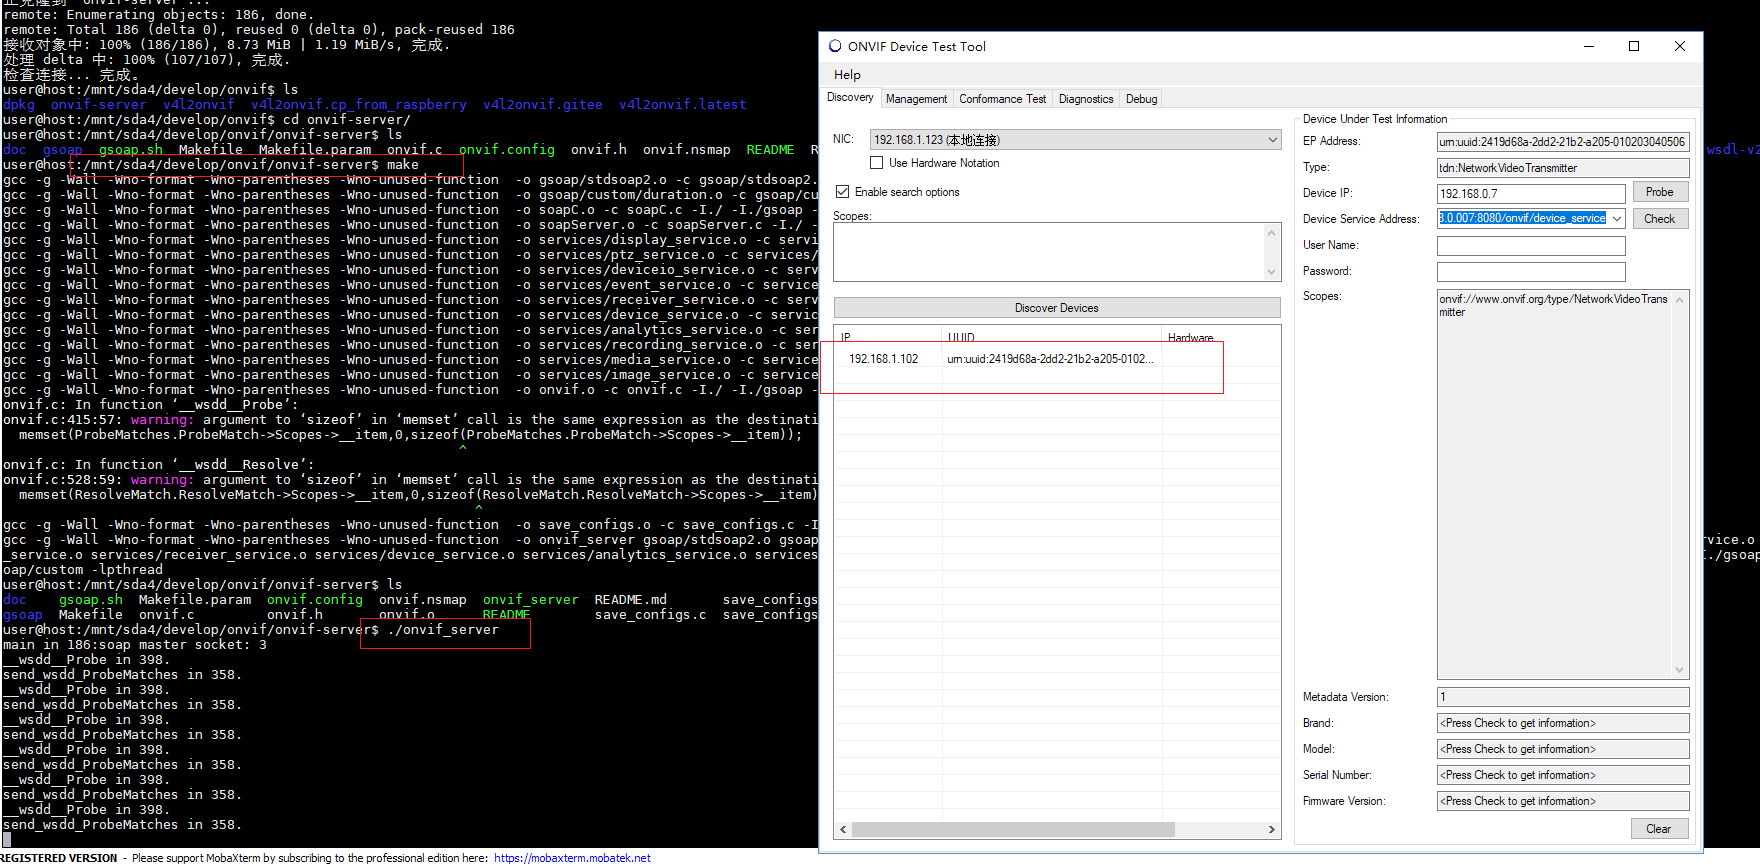 正克隆到 'onvif-server'...
remote: Enumerating objects: 186, done.
remote: Total 186 (delta 0), reused 0 (delta 0), pack-reused 186
接收对象中: 100% (186/186), 8.73 MiB | 1.19 MiB/s, 完成.
处理 delta 中: 100% (107/107), 完成.
检查连接... 完成。
user@host:/mnt/sda4/develop/onvif$ ls
dpkg onvif-server v4l2onvif v4l2onvif.cp_from_raspberry v4l2onvif.gitee v4l2onvif.latest
user@host:/mnt/sda4/develop/onvif$ cd onvif-server/
user@host:/mnt/sda4/develop/onvif/onvif-server$ ls
doc gsoap gsoap.sh Makefile Makefile.param onvif.c onvif.config onvif.h onvif.nsmap README R
wsdl-v2
user@host:/mnt/sda4/develop/onvif/onvif-server$ make
gcc -g -Wall -Wno-format -Wno-parentheses -Wno-unused-function -o gsoap/stdsoap2.o -c gsoap/stdsoap2.
gcc -g -Wall -Wno-format -Wno-parentheses -Wno-unused-function -o gsoap/custom/duration.o -c gsoap/cu
gcc -g -Wall -Wno-format -Wno-parentheses -Wno-unused-function -o soapC.o -c soapC.c -I./ -I./gsoap -
gcc -g -Wall -Wno-format -Wno-parentheses -Wno-unused-function -o soapServer.o -c soapServer.c -I./ -
gcc -g -Wall -Wno-format -Wno-parentheses -Wno-unused-function -o services/display_service.o -c servi
gcc -g -Wall -Wno-format -Wno-parentheses -Wno-unused-function -o services/ptz_service.o -c services/
gcc -g -Wall -Wno-format -Wno-parentheses -Wno-unused-function -o services/deviceio_service.o -c serv
gcc -g -Wall -Wno-format -Wno-parentheses -Wno-unused-function -o services/event_service.o -c service
gcc -g -Wall -Wno-format -Wno-parentheses -Wno-unused-function -o services/receiver_service.o -c serv
gcc -g -Wall -Wno-format -Wno-parentheses -Wno-unused-function -o services/device_service.o -c servic
gcc -g -Wall -Wno-format -Wno-parentheses -Wno-unused-function -o services/analytics_service.o -c ser
gcc -g -Wall -Wno-format -Wno-parentheses -Wno-unused-function -o services/recording_service.o -c ser
gcc -g -Wall -Wno-format -Wno-parentheses -Wno-unused-function -o services/media_service.o -c service
gcc -g -Wall -Wno-format -Wno-parentheses -Wno-unused-function -o services/image_service.o -c service
gcc -g -Wall -Wno-format -Wno-parentheses -Wno-unused-function -o onvif.o -c onvif.c -I./ -I./gsoap -
onvif.c: In function ‘__wsdd__Probe’:
onvif.c:415:57: warning: argument to ‘sizeof’ in ‘memset’ call is the same expression as the destinati
memset(ProbeMatches.ProbeMatch->Scopes->__item,0,sizeof(ProbeMatches.ProbeMatch->Scopes->__item));
^
onvif.c: In function ‘__wsdd__Resolve’:
onvif.c:528:59: warning: argument to ‘sizeof’ in ‘memset’ call is the same expression as the destinati
memset(ResolveMatch.ResolveMatch->Scopes->__item,0,sizeof(ResolveMatch.ResolveMatch->Scopes->__item)
^
gcc -g -Wall -Wno-format -Wno-parentheses -Wno-unused-function -o save_configs.o -c save_configs.c -I
gcc -g -Wall -Wno-format -Wno-parentheses -Wno-unused-function -o onvif_server gsoap/stdsoap2.o gsoap
rvice.o
_service.o services/receiver_service.o services/device_service.o services/analytics_service.o services
./gsoap
oap/custom -lpthread
user@host:/mnt/sda4/develop/onvif/onvif-server$ ls
doc gsoap.sh Makefile.param onvif.config onvif.nsmap onvif_server README.md save_configs
gsoap Makefile onvif.c onvif.h onvif.o README save_configs.c save_configs
user@host:/mnt/sda4/develop/onvif/onvif-server$ ./onvif_server
main in 186:soap master socket: 3
__wsdd__Probe in 398.
send_wsdd_ProbeMatches in 358.
__wsdd__Probe in 398.
send_wsdd_ProbeMatches in 358.
__wsdd__Probe in 398.
send_wsdd_ProbeMatches in 358.
__wsdd__Probe in 398.
send_wsdd_ProbeMatches in 358.
__wsdd__Probe in 398.
send_wsdd_ProbeMatches in 358.
__wsdd__Probe in 398.
send_wsdd_ProbeMatches in 358.
REGISTERED VERSION - Please support MobaXterm by subscribing to the professional edition here: https://mobaxterm.mobatek.net
ONVIF Device Test Tool
Help
Discovery Management Conformance Test Diagnostics Debug
NIC: 192.168.1.123 (本地连接)
Use Hardware Notation
Enable search options
Scopes:
Discover Devices
IP UUID Hardware
192.168.1.102 urn:uuid:2419d68a-2dd2-21b2-a205-0102...
Device Under Test Information
EP Address: urn:uuid:2419d68a-2dd2-21b2-a205-010203040506
Type: tdn:NetworkVideoTransmitter
Device IP: 192.168.0.7 Probe
Device Service Address: 8.0.007:8080/onvif/device_service Check
User Name:
Password:
Scopes: onvif://www.onvif.org/type/NetworkVideoTrans
mitter
Metadata Version: 1
Brand: <Press Check to get information>
Model: <Press Check to get information>
Serial Number: <Press Check to get information>
Firmware Version: <Press Check to get information>
Clear